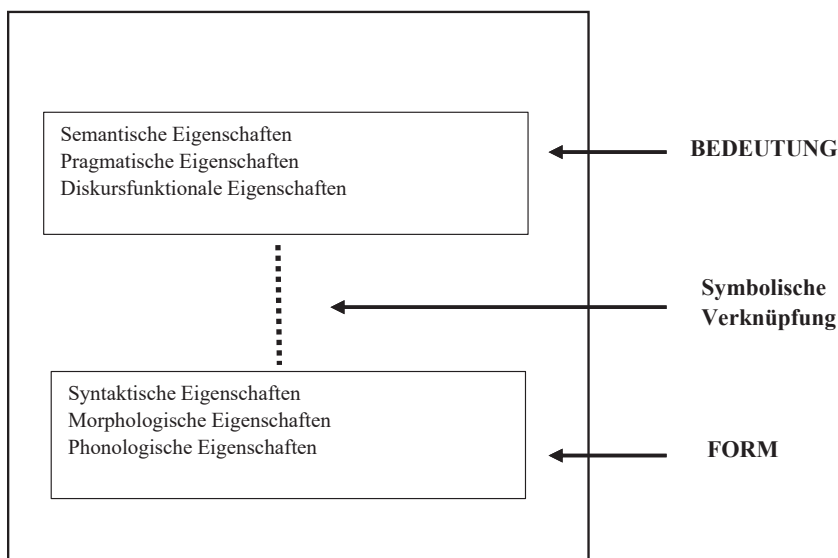 Semantische Eigenschaften
Pragmatische Eigenschaften
Diskursfunktionale Eigenschaften
BEDEUTUNG
Symbolische
Verknüpfung
Syntaktische Eigenschaften
Morphologische Eigenschaften
Phonologische Eigenschaften
FORM